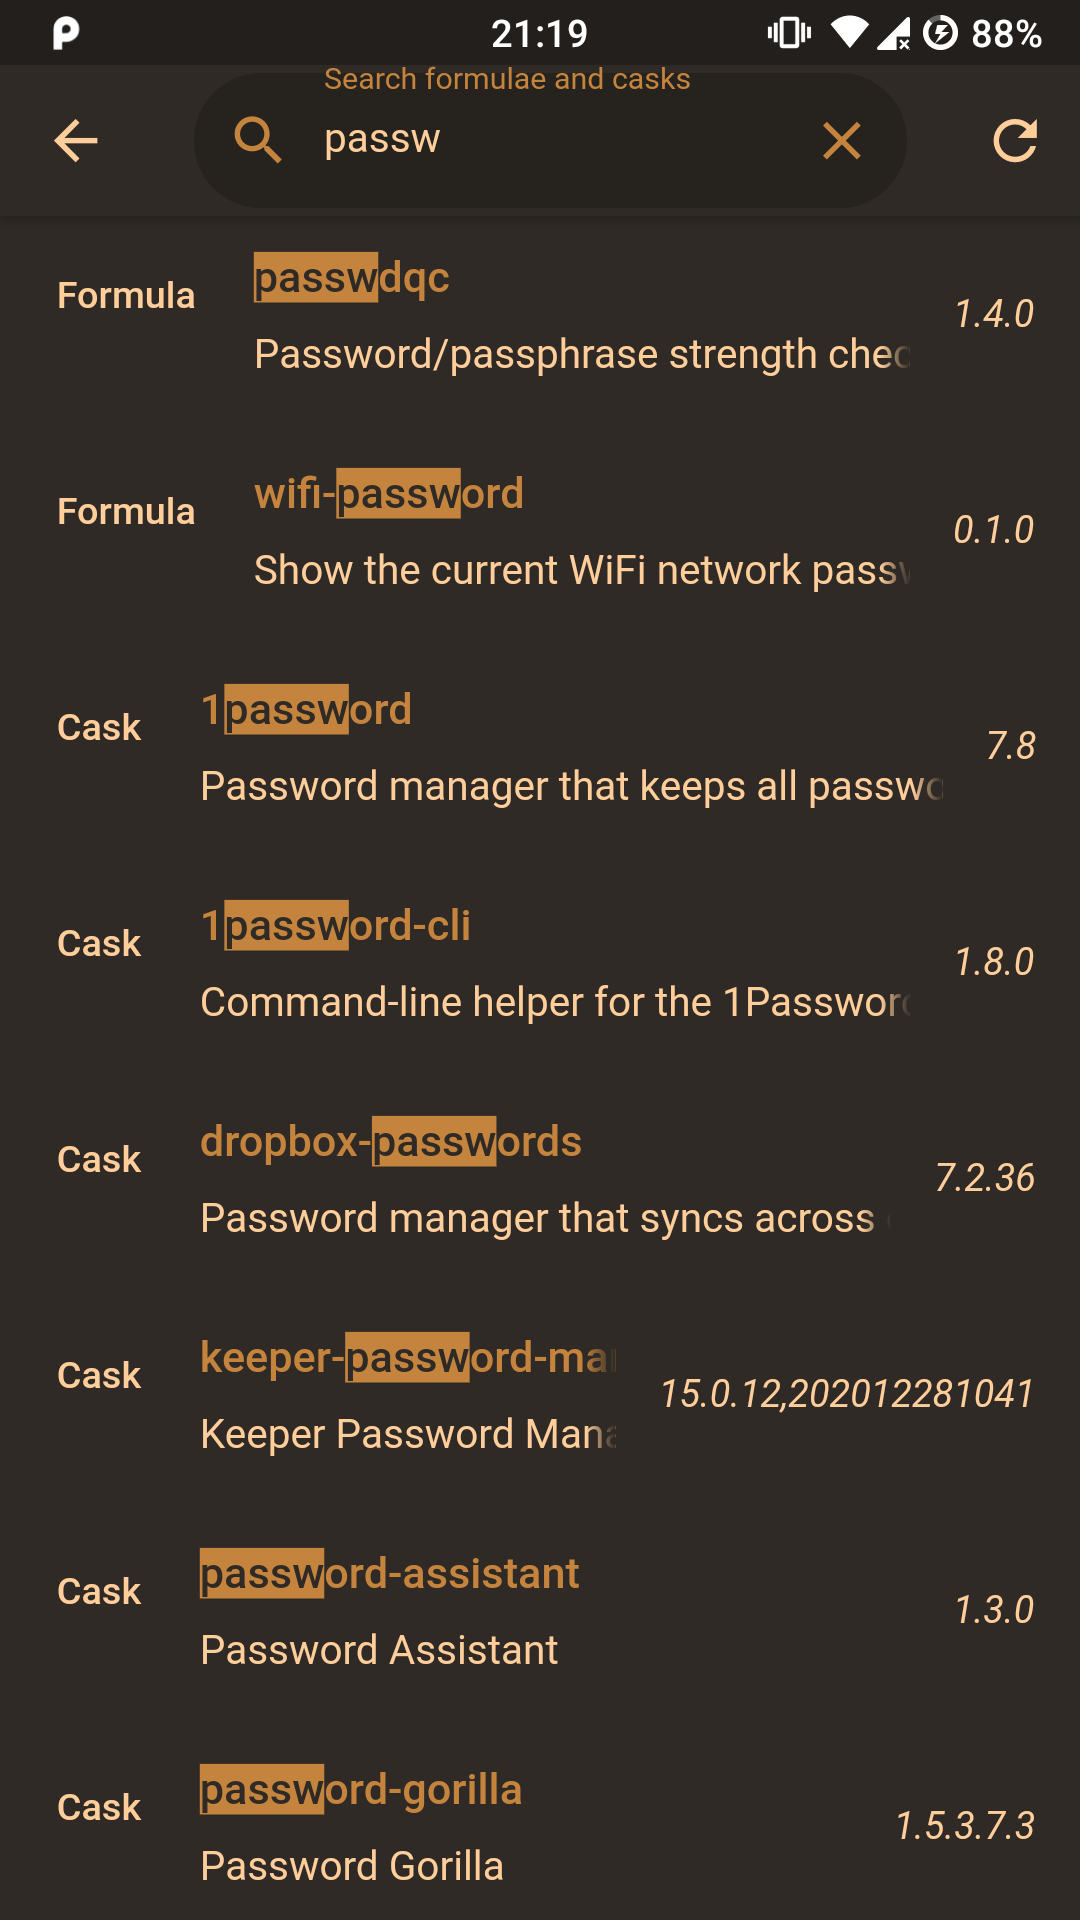 21:19
88%
Search formulae and casks
passw
Formula
passwdqc
Password/passphrase strength chec
1.4.0
Formula
wifi-password
Show the current WiFi network passw
0.1.0
Cask
1password
Password manager that keeps all passwo
7.8
Cask
1password-cli
Command-line helper for the 1Password
1.8.0
Cask
dropbox-passwords
Password manager that syncs across
7.2.36
Cask
keeper-password-ma
Keeper Password Mana
15.0.12,202012281041
Cask
password-assistant
Password Assistant
1.3.0
Cask
password-gorilla
Password Gorilla
1.5.3.7.3